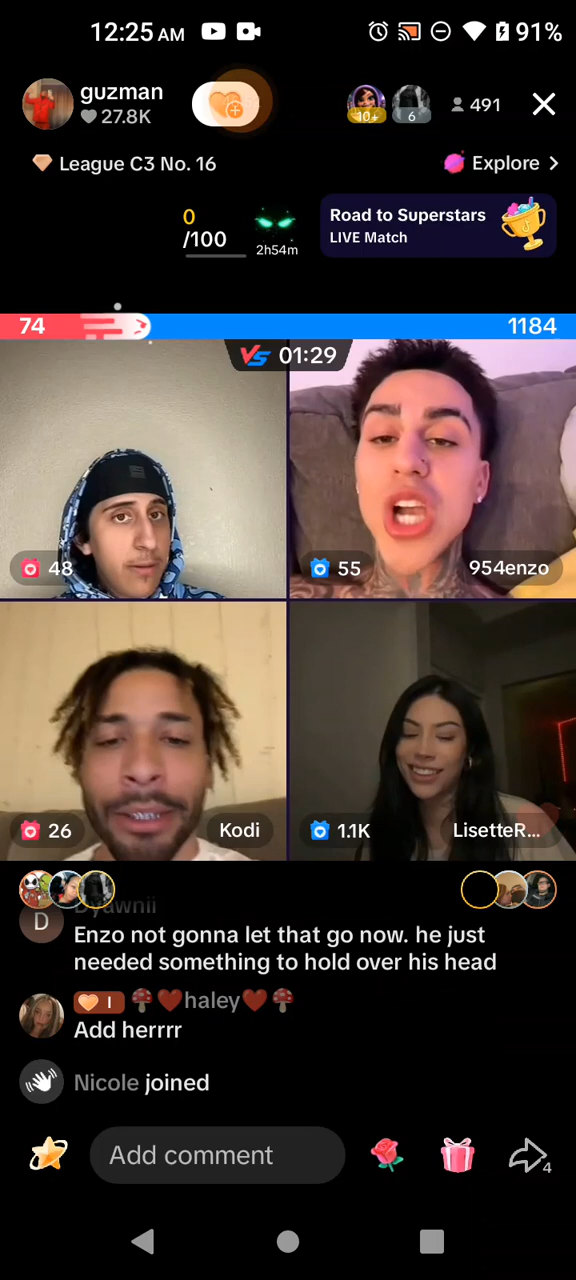 12:25 AM
91%
guzman
27.8K
10+
6
491
League C3 No. 16
Explore >
0
/100
2h54m
Road to Superstars
LIVE Match
74
1184
VS 01:29
48
55
954enzo
26
Kodi
1.1K
LisetteR...
D
Dyawnii
Enzo not gonna let that go now. he just
needed something to hold over his head
I 🍄❤️haley❤️🍄
Add herrrr
Nicole joined
Add comment
4